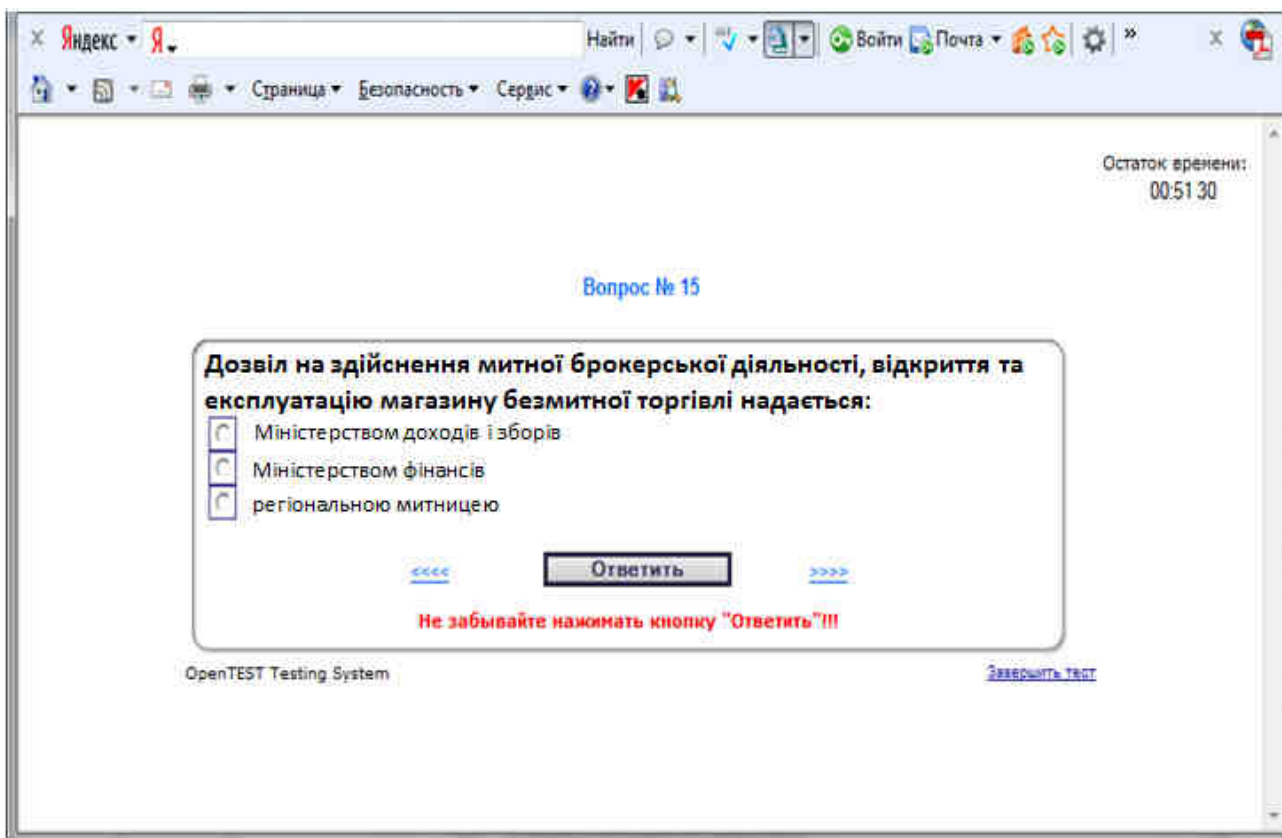 Яндекс Я Найти Войти Почта »
Страница Безопасность Сервис
Остаток времени:
00:51 30
Вопрос № 15
Дозвіл на здійснення митної брокерської діяльності, відкриття та
експлуатацію магазину безмитної торгівлі надається:
Міністерством доходів і зборів
Міністерством фінансів
регіональною митницею
<<<< Ответить >>>>
Не забывайте нажимать кнопку "Ответить"!!!
OpenTEST Testing System Завершить тест